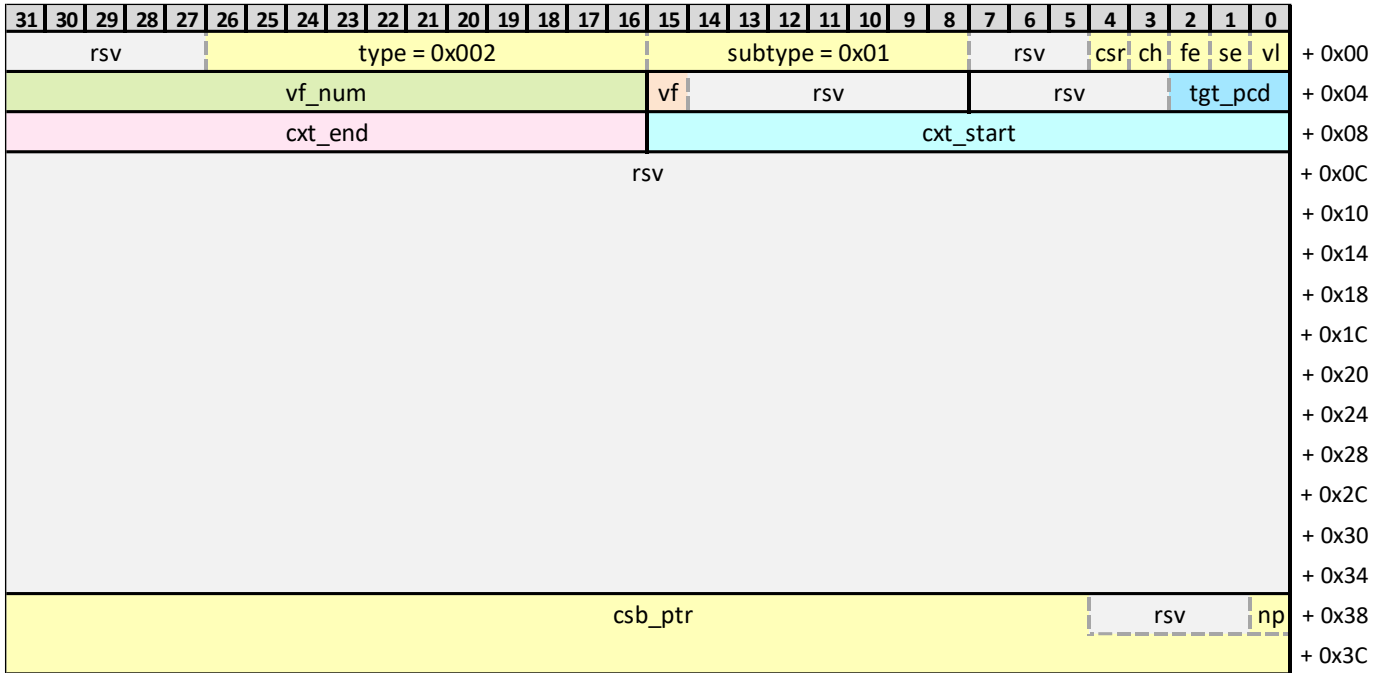 31 30 29 28 27 26 25 24 23 22 21 20 19 18 17 16 15 14 13 12 11 10 9 8 7 6 5 4 3 2 1 0
rsv type = 0x002 subtype = 0x01 rsv csr ch fe se vl + 0x00
vf_num vf rsv rsv tgt_pcd + 0x04
cxt_end cxt_start + 0x08
rsv + 0x0C
+ 0x10
+ 0x14
+ 0x18
+ 0x1C
+ 0x20
+ 0x24
+ 0x28
+ 0x2C
+ 0x30
+ 0x34
csb_ptr rsv np + 0x38
+ 0x3C